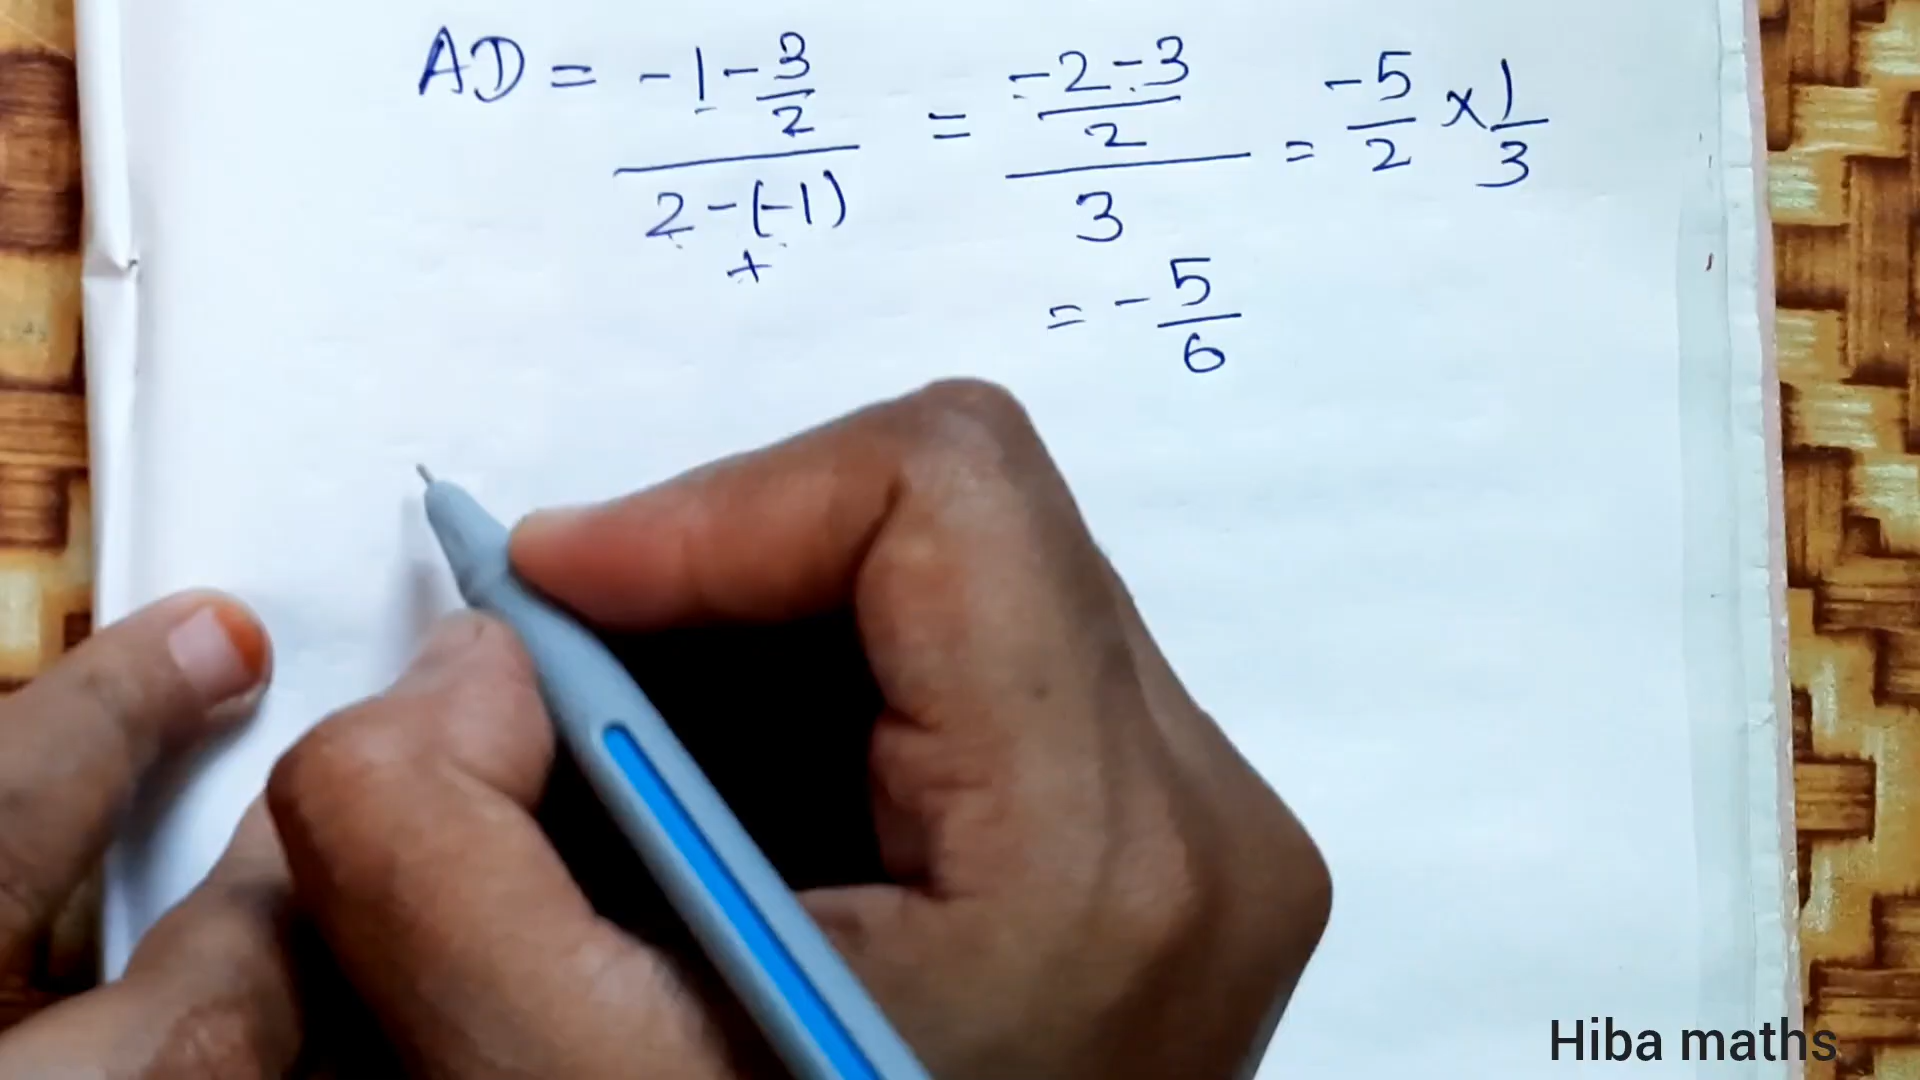 AD = (-1 - 3/2) / (2 - (-1)) = ((-2 - 3)/2) / 3 = -5/2 × 1/3
+
= - 5/6
Hiba maths